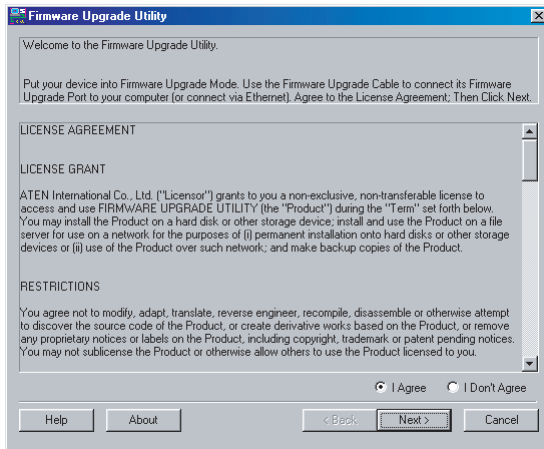 Firmware Upgrade Utility
Welcome to the Firmware Upgrade Utility.
Put your device into Firmware Upgrade Mode. Use the Firmware Upgrade Cable to connect its Firmware
Upgrade Port to your computer (or connect via Ethernet). Agree to the License Agreement; Then Click Next.
LICENSE AGREEMENT
LICENSE GRANT
ATEN International Co., Ltd. ("Licensor") grants to you a non-exclusive, non-transferable license to
access and use FIRMWARE UPGRADE UTILITY (the "Product") during the "Term" set forth below.
You may install the Product on a hard disk or other storage device; install and use the Product on a file
server for use on a network for the purposes of (i) permanent installation onto hard disks or other storage
devices or (ii) use of the Product over such network; and make backup copies of the Product.
RESTRICTIONS
You agree not to modify, adapt, translate, reverse engineer, recompile, disassemble or otherwise attempt
to discover the source code of the Product, or create derivative works based on the Product, or remove
any proprietary notices or labels on the Product, including copyright, trademark or patent pending notices.
You may not sublicense the Product or otherwise allow others to use the Product licensed to you.
I Agree I Don't Agree
Help About < Back Next > Cancel